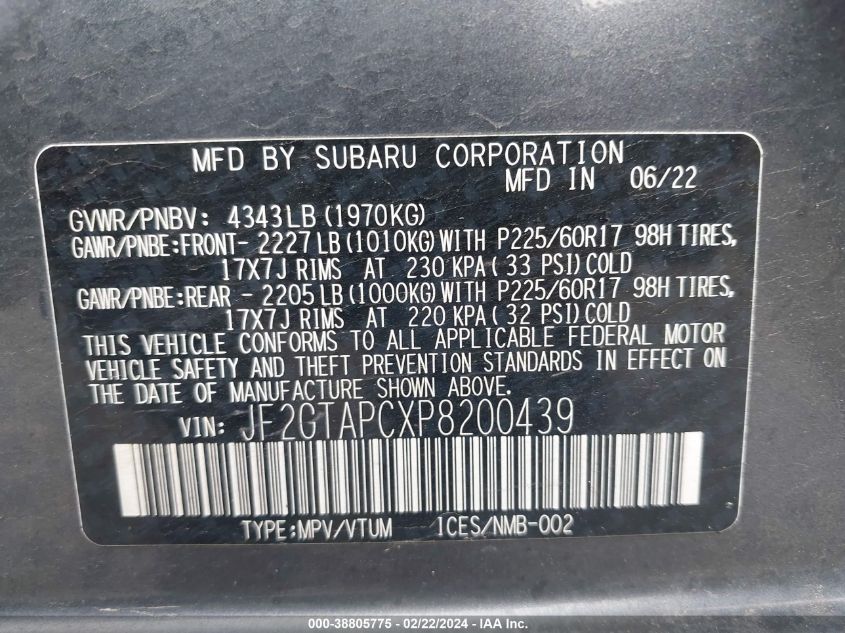 MFD BY SUBARU CORPORATION
MFD IN 06/22
GVWR/PNBV: 4343LB (1970KG)
GAWR/PNBE:FRONT- 2227LB (1010KG) WITH P225/60R17 98H TIRES,
17X7J RIMS AT 230 KPA ( 33 PSI) COLD
GAWR/PNBE:REAR - 2205LB (1000KG) WITH P225/60R17 98H TIRES,
17X7J RIMS AT 220 KPA ( 32 PSI) COLD
THIS VEHICLE CONFORMS TO ALL APPLICABLE FEDERAL MOTOR
VEHICLE SAFETY AND THEFT PREVENTION STANDARDS IN EFFECT ON
THE DATE OF MANUFACTURE SHOWN ABOVE.
VIN: JF2GTAPCXP8200439
TYPE:MPV/VTUM ICES/NMB-002
000-38805775 - 02/22/2024 - IAA Inc.